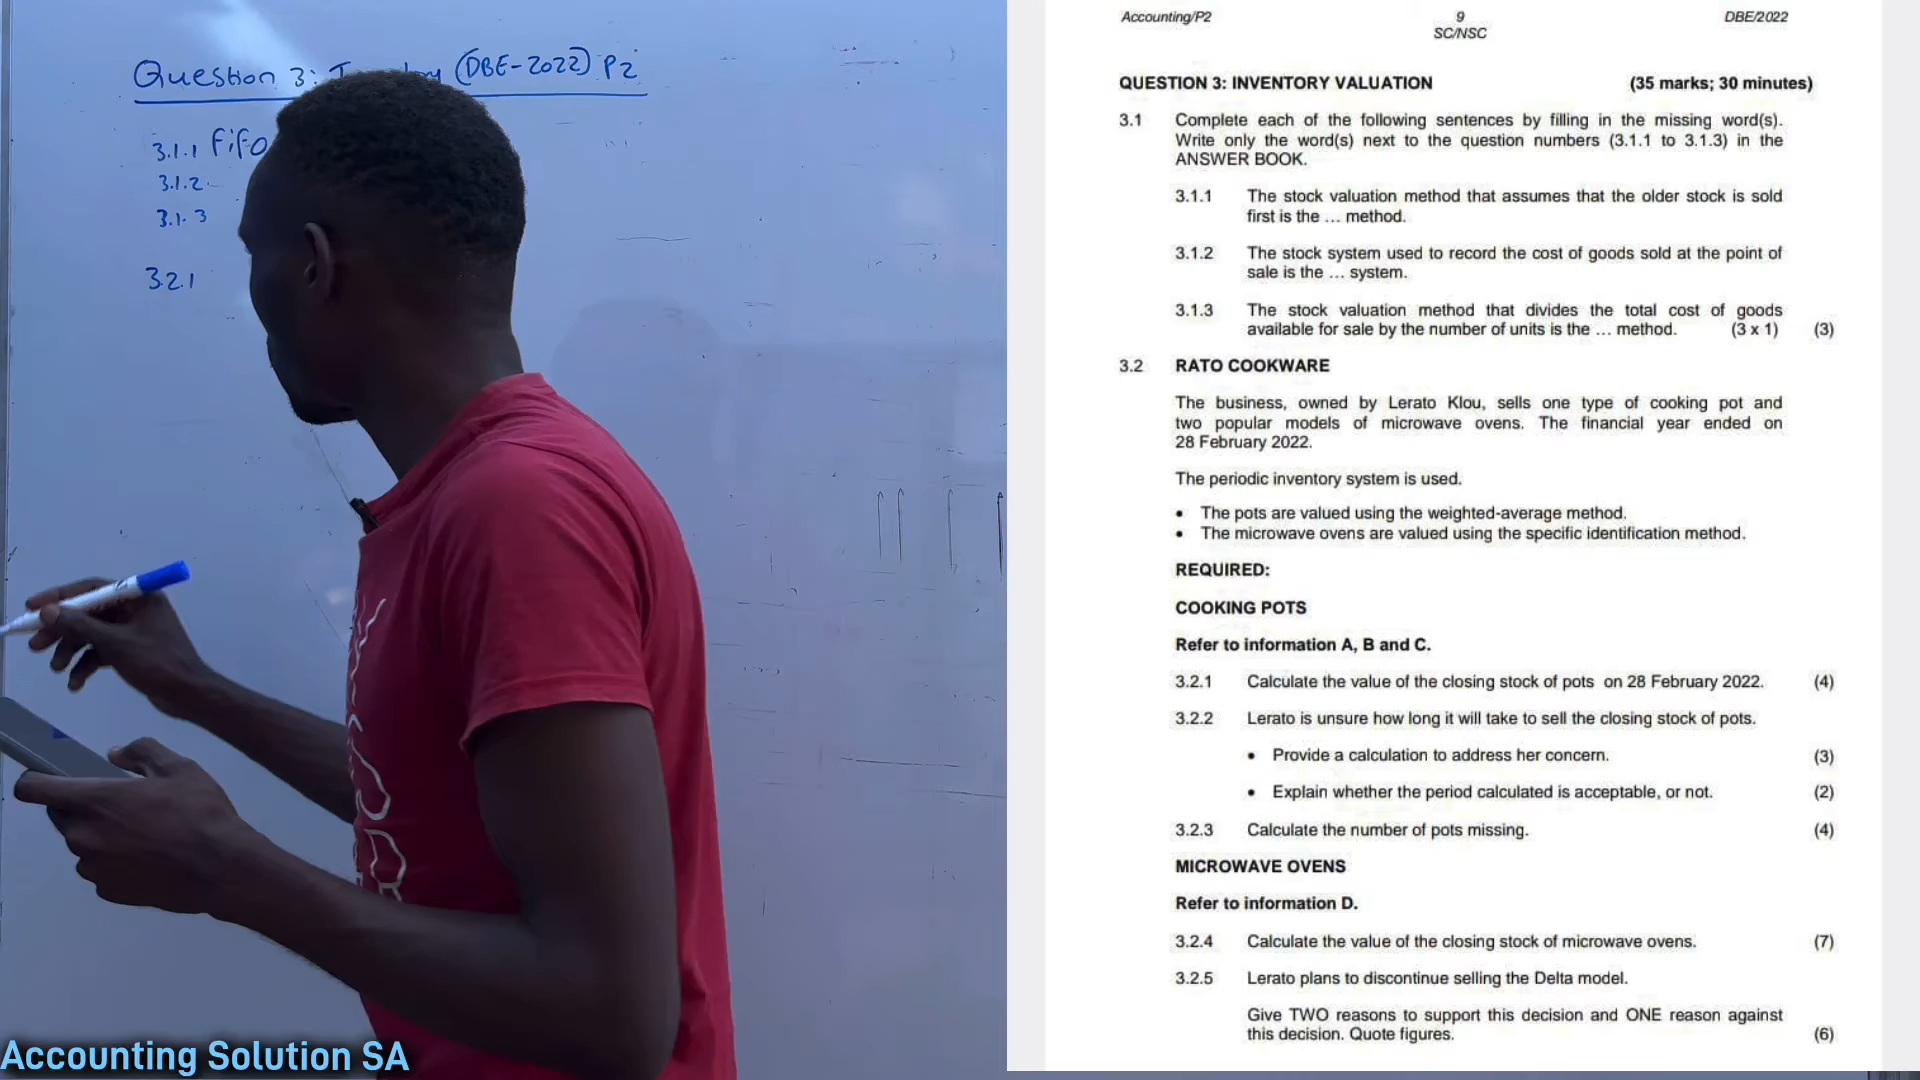 Question 3: (DBE-2022) P2
3.1.1 Fifo
3.1.2
3.1.3
3.2.1
Accounting Solution SA
Accounting/P2 9 DBE/2022
SC/NSC
QUESTION 3: INVENTORY VALUATION (35 marks; 30 minutes)
3.1 Complete each of the following sentences by filling in the missing word(s).
Write only the word(s) next to the question numbers (3.1.1 to 3.1.3) in the
ANSWER BOOK.
3.1.1 The stock valuation method that assumes that the older stock is sold
first is the … method.
3.1.2 The stock system used to record the cost of goods sold at the point of
sale is the … system.
3.1.3 The stock valuation method that divides the total cost of goods
available for sale by the number of units is the … method. (3 x 1) (3)
3.2 RATO COOKWARE
The business, owned by Lerato Klou, sells one type of cooking pot and
two popular models of microwave ovens. The financial year ended on
28 February 2022.
The periodic inventory system is used.
• The pots are valued using the weighted-average method.
• The microwave ovens are valued using the specific identification method.
REQUIRED:
COOKING POTS
Refer to information A, B and C.
3.2.1 Calculate the value of the closing stock of pots on 28 February 2022. (4)
3.2.2 Lerato is unsure how long it will take to sell the closing stock of pots.
• Provide a calculation to address her concern. (3)
• Explain whether the period calculated is acceptable, or not. (2)
3.2.3 Calculate the number of pots missing. (4)
MICROWAVE OVENS
Refer to information D.
3.2.4 Calculate the value of the closing stock of microwave ovens. (7)
3.2.5 Lerato plans to discontinue selling the Delta model.
Give TWO reasons to support this decision and ONE reason against
this decision. Quote figures. (6)